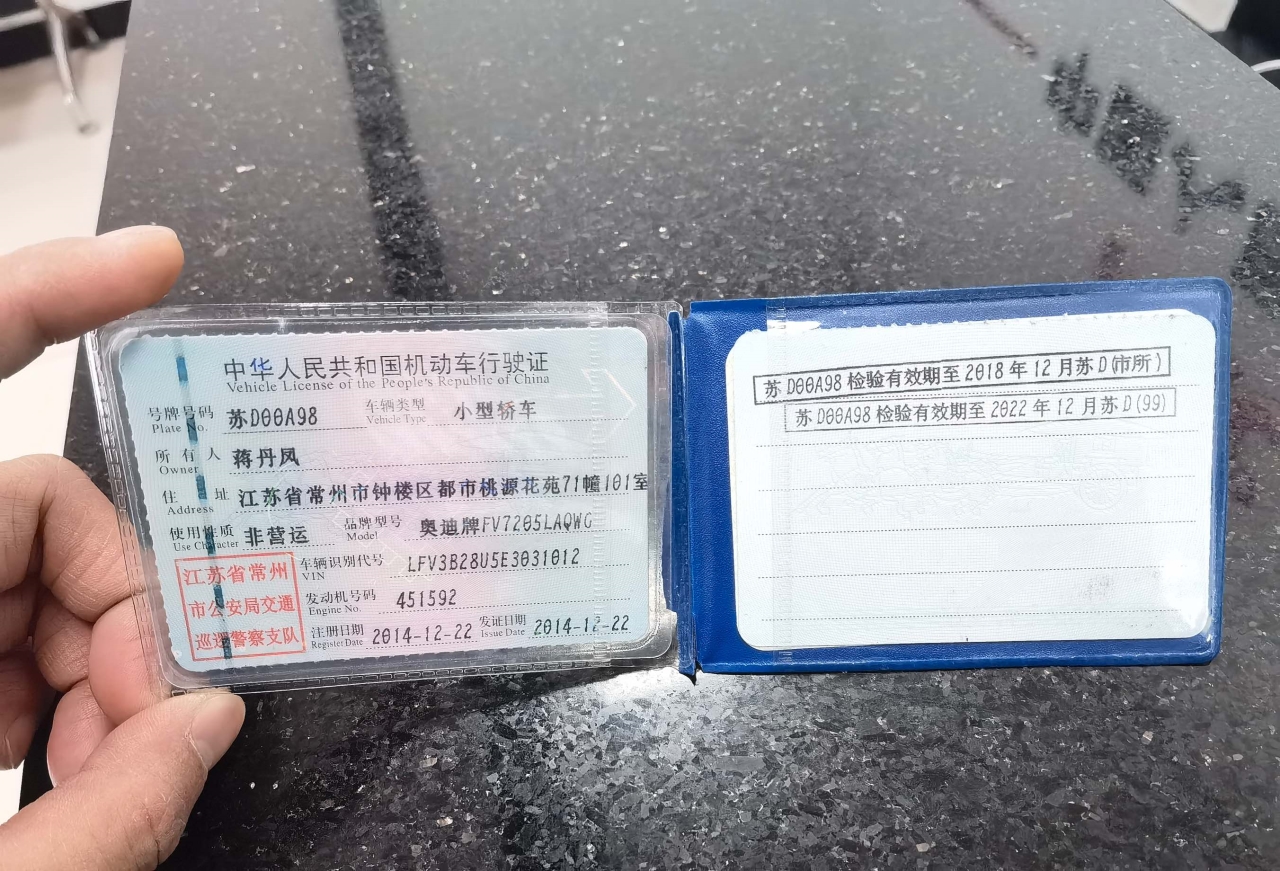 中华人民共和国机动车行驶证
Vehicle License of the People's Republic of China
号牌号码 苏D00A98 车辆类型 小型轿车
Plate No. Vehicle Type
所有人 蒋丹凤
Owner
住址 江苏省常州市钟楼区都市桃源花苑71幢101室
Address
使用性质 非营运 品牌型号 奥迪牌FV7205LAQWG
Use Character Model
车辆识别代号 LFV3B28U5E3031012
VIN
发动机号码 451592
Engine No.
注册日期 2014-12-22 发证日期 2014-12-22
Register Date Issue Date
江苏省常州
市公安局交通
巡逻警察支队
苏D00A98检验有效期至2018年12月苏D(市所)
苏D00A98检验有效期至2022年12月苏D(99)